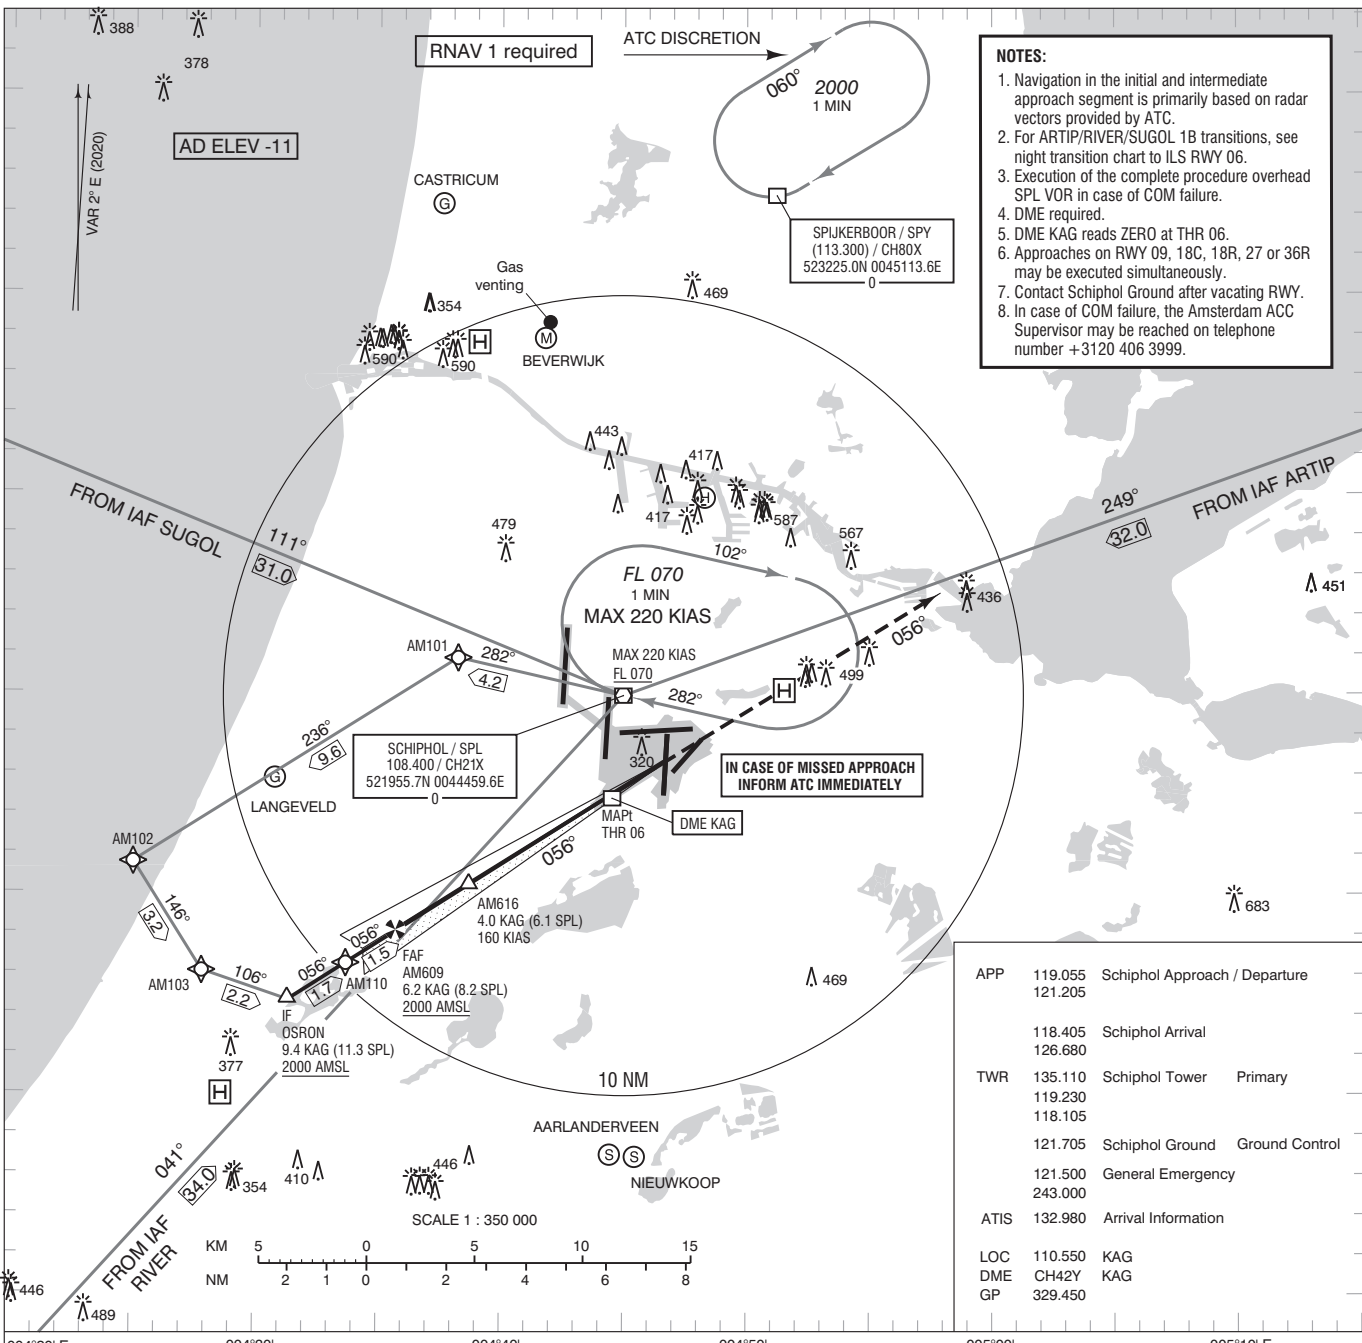 388
378
RNAV 1 required
ATC DISCRETION
060°
2000
1 MIN
AD ELEV -11
VAR 2° E (2020)
CASTRICUM
G
NOTES:
1. Navigation in the initial and intermediate
approach segment is primarily based on radar
vectors provided by ATC.
2. For ARTIP/RIVER/SUGOL 1B transitions, see
night transition chart to ILS RWY 06.
3. Execution of the complete procedure overhead
SPL VOR in case of COM failure.
4. DME required.
5. DME KAG reads ZERO at THR 06.
6. Approaches on RWY 09, 18C, 18R, 27 or 36R
may be executed simultaneously.
7. Contact Schiphol Ground after vacating RWY.
8. In case of COM failure, the Amsterdam ACC
Supervisor may be reached on telephone
number +3120 406 3999.
SPIJKERBOOR / SPY
(113.300) / CH80X
523225.0N 0045113.6E
0
Gas
venting
354
469
H
M
590
590
BEVERWIJK
443
417
H
417
587
479
567
FROM IAF SUGOL
111°
31.0
249°
32.0
FROM IAF ARTIP
102°
FL 070
1 MIN
MAX 220 KIAS
436
451
056°
AM101
282°
4.2
MAX 220 KIAS
FL 070
282°
499
H
236°
9.6
G
LANGEVELD
SCHIPHOL / SPL
108.400 / CH21X
521955.7N 0044459.6E
0
320
IN CASE OF MISSED APPROACH
INFORM ATC IMMEDIATELY
MAPt
THR 06
DME KAG
056°
AM102
146°
3.2
AM616
4.0 KAG (6.1 SPL)
160 KIAS
683
056°
1.5
FAF
AM609
6.2 KAG (8.2 SPL)
2000 AMSL
AM103
106°
2.2
056°
1.7
AM110
469
IF
OSRON
9.4 KAG (11.3 SPL)
2000 AMSL
377
H
10 NM
AARLANDERVEEN
S
S
NIEUWKOOP
041°
34.0
354
410
446
FROM IAF
RIVER
446
489
SCALE 1 : 350 000
KM 5 0 5 10 15
NM 2 1 0 2 4 6 8
APP 119.055 Schiphol Approach / Departure
121.205
118.405 Schiphol Arrival
126.680
TWR 135.110 Schiphol Tower Primary
119.230
118.105
121.705 Schiphol Ground Ground Control
121.500 General Emergency
243.000
ATIS 132.980 Arrival Information
LOC 110.550 KAG
DME CH42Y KAG
GP 329.450